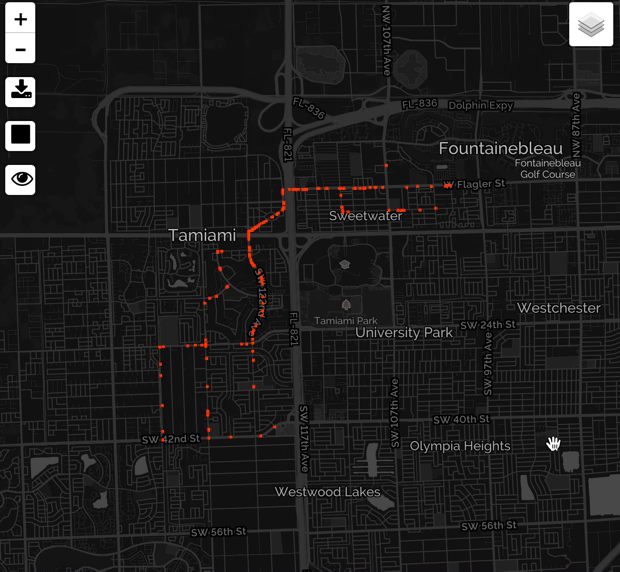 +
-
NW 107th Ave
FL-836
FL-836
Dolphin Expy
NW 87th Ave
FL-821
Fountainebleau
Fontainebleau
Golf Course
W Flagler St
Sweetwater
Tamiami
SW 122nd Ave
Tamiami Park
FL-821
University Park
Westchester
SW 24th St
SW 97th Ave
SW 107th Ave
SW 117th Ave
SW 40th St
SW 42nd St
Olympia Heights
Westwood Lakes
SW 56th St
SW 56th St